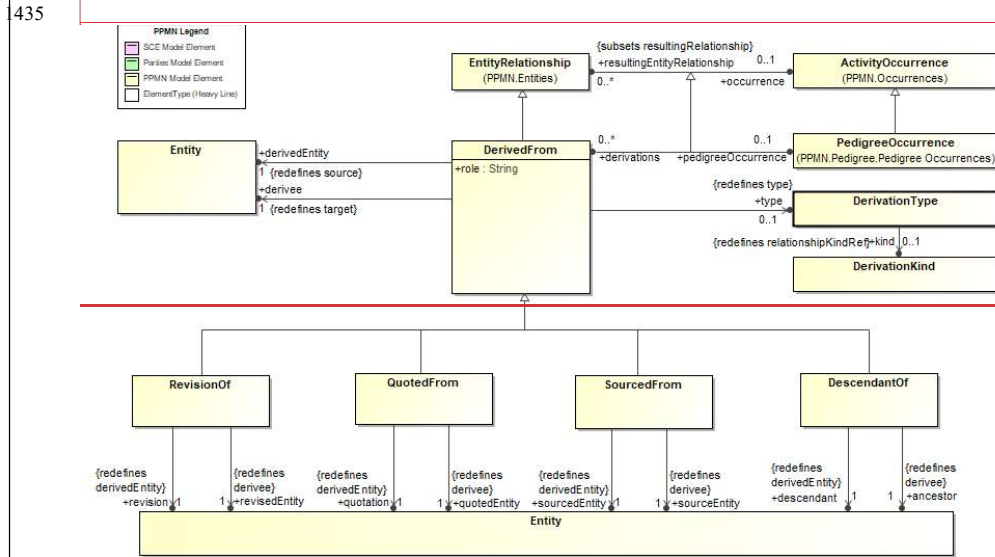 1435
PPMN Legend
SCE Model Element
Parties Model Element
PPMN Model Element
ElementType (Heavy Line)
EntityRelationship
(PPMN.Entities)
{subsets resultingRelationship}
+resultingEntityRelationship
0..*
0..1
+occurrence
ActivityOccurrence
(PPMN.Occurrences)
Entity
+derivedEntity
1 {redefines source}
+derivee
1 {redefines target}
DerivedFrom
+role : String
0..*
+derivations
0..1
+pedigreeOccurrence
PedigreeOccurrence
(PPMN.Pedigree.Pedigree Occurrences)
{redefines type}
+type
0..1
DerivationType
{redefines relationshipKindRef}
+kind
0..1
DerivationKind
RevisionOf
QuotedFrom
SourcedFrom
DescendantOf
{redefines
derivedEntity}
+revision
1
{redefines
derivee}
1
+revisedEntity
{redefines
derivedEntity}
+quotation
1
{redefines
derivee}
1
+quotedEntity
{redefines
derivedEntity}
+sourcedEntity
1
{redefines
derivee}
1
+sourceEntity
{redefines
derivedEntity}
+descendant
1
{redefines
derivee}
1
+ancestor
Entity